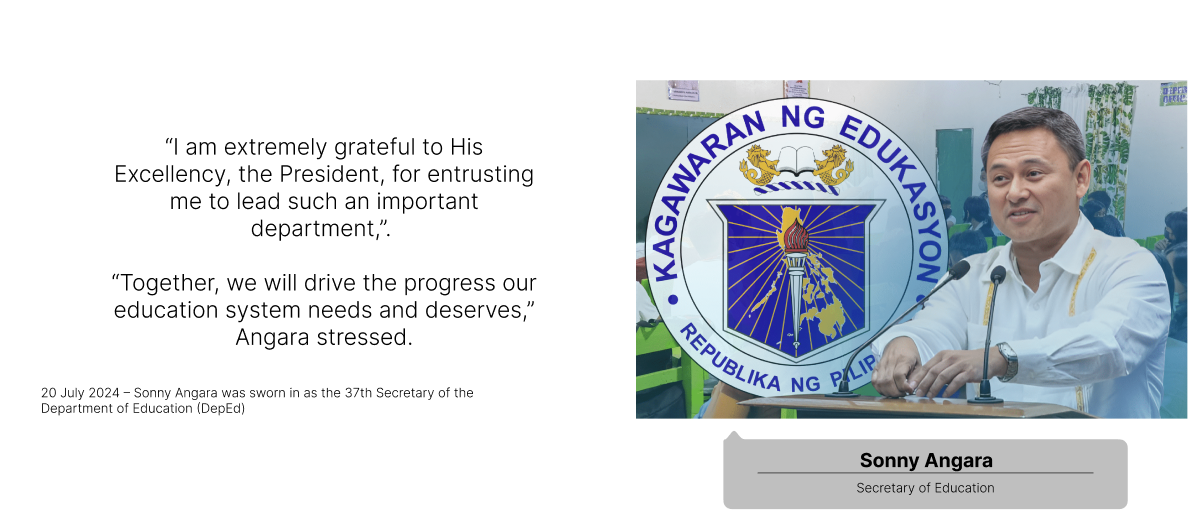 “I am extremely grateful to His
Excellency, the President, for entrusting
me to lead such an important
department,”.
“Together, we will drive the progress our
education system needs and deserves,”
Angara stressed.
20 July 2024 – Sonny Angara was sworn in as the 37th Secretary of the
Department of Education (DepEd)
KAGAWARAN NG EDUKASYON
REPUBLIKA NG PILIP
Sonny Angara
Secretary of Education